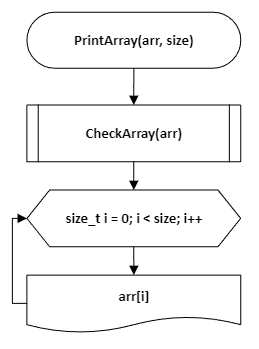 PrintArray(arr, size)
CheckArray(arr)
size_t i = 0; i < size; i++
arr[i]